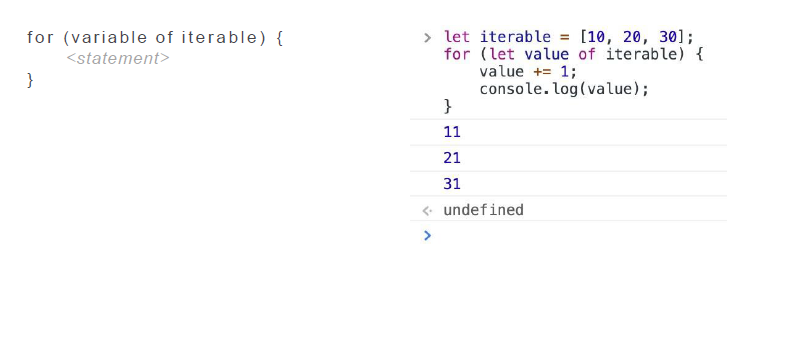 for (variable of iterable) {
<statement>
}
> let iterable = [10, 20, 30];
for (let value of iterable) {
value += 1;
console.log(value);
}
11
21
31
undefined
>